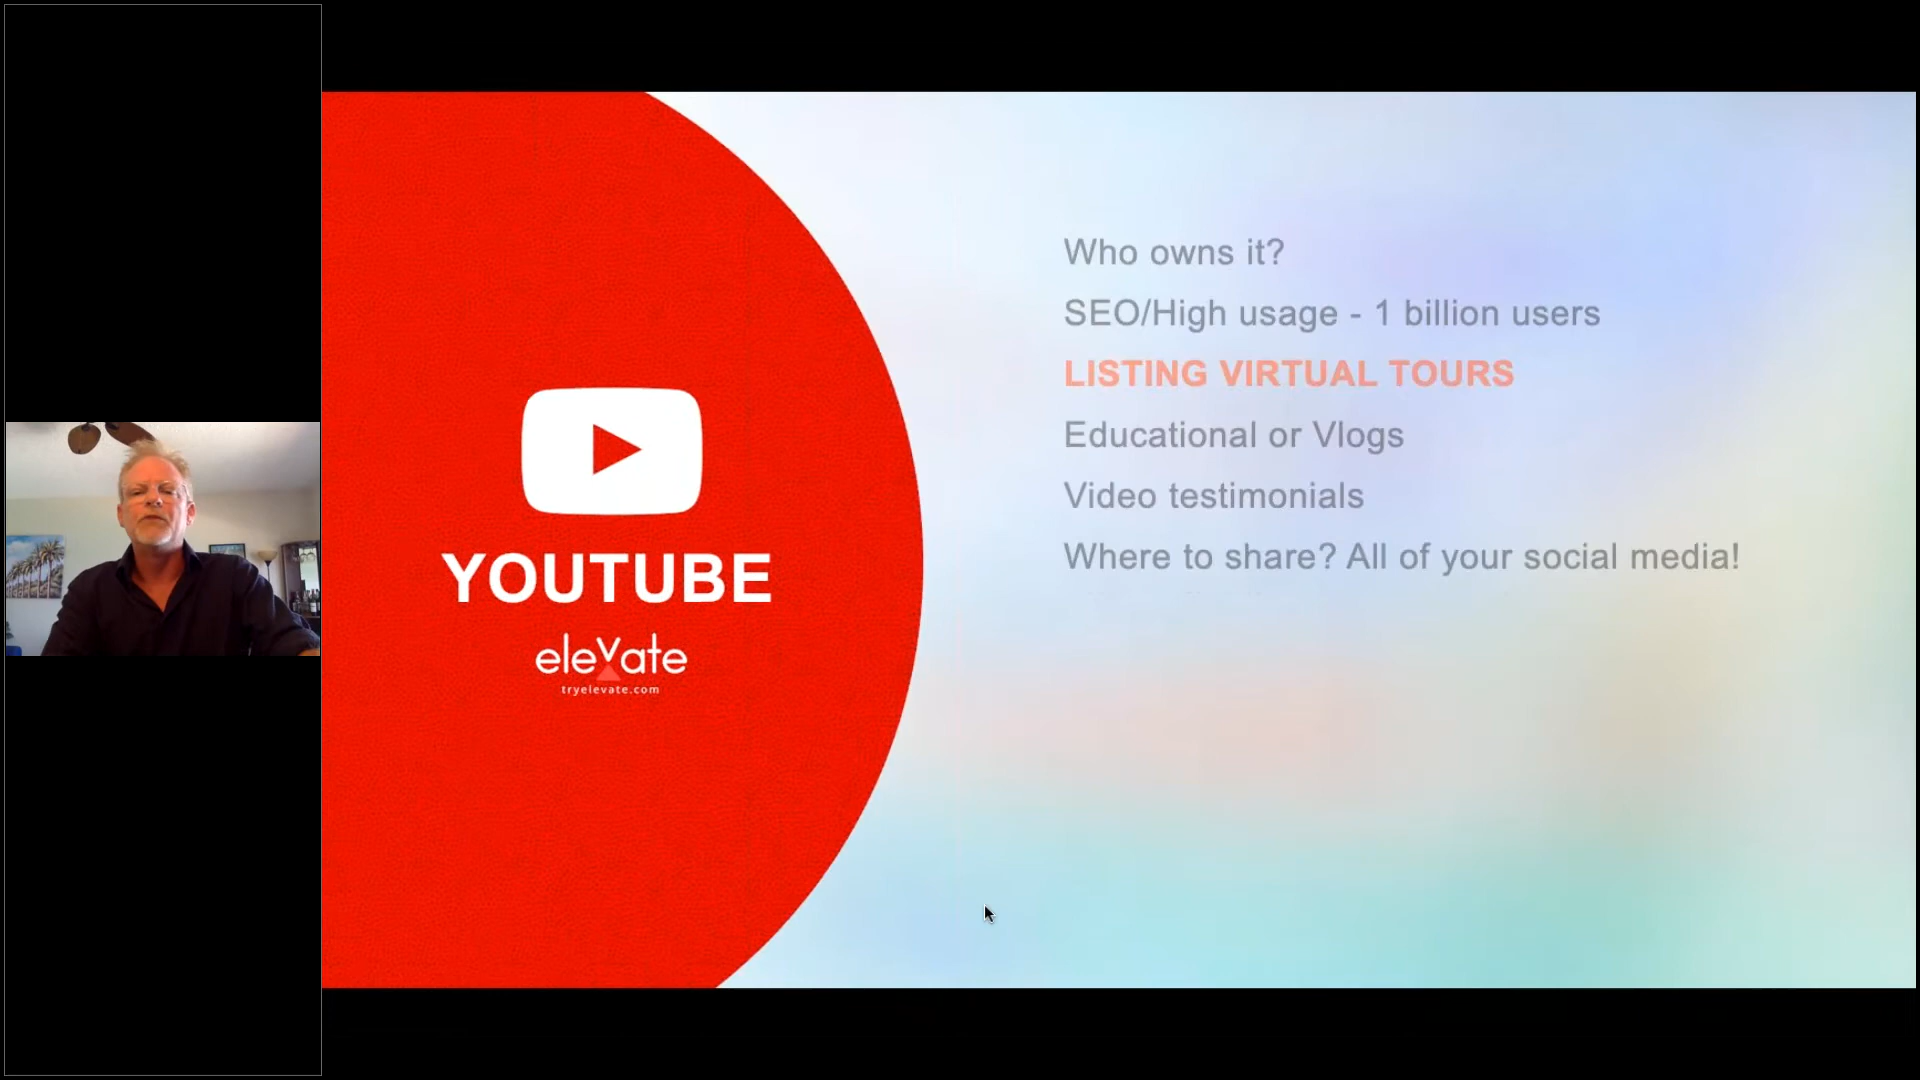 YOUTUBE
elevate
tryelevate.com
Who owns it?
SEO/High usage - 1 billion users
LISTING VIRTUAL TOURS
Educational or Vlogs
Video testimonials
Where to share? All of your social media!